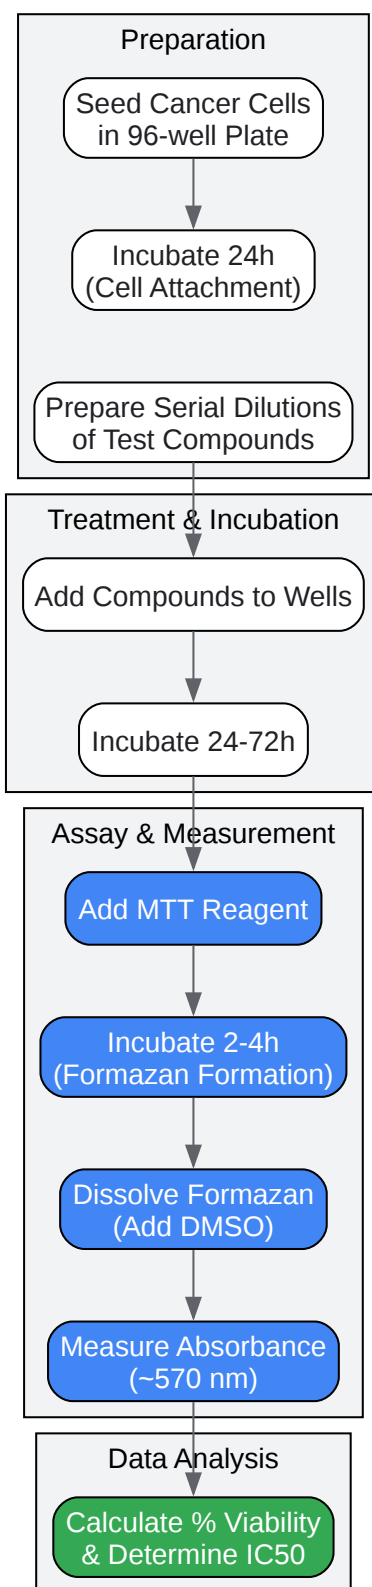 Preparation
Seed Cancer Cells
in 96-well Plate
Incubate 24h
(Cell Attachment)
Prepare Serial Dilutions
of Test Compounds
Treatment & Incubation
Add Compounds to Wells
Incubate 24-72h
Assay & Measurement
Add MTT Reagent
Incubate 2-4h
(Formazan Formation)
Dissolve Formazan
(Add DMSO)
Measure Absorbance
(~570 nm)
Data Analysis
Calculate % Viability
& Determine IC50